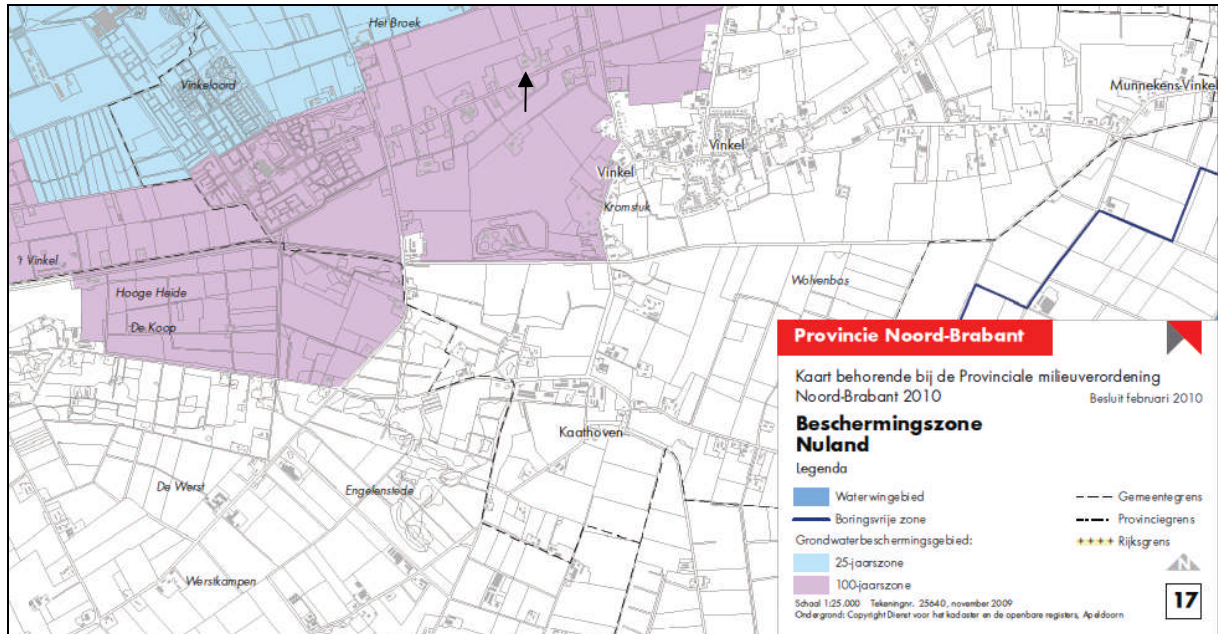 Het Broek
Vinkeloord
Munnekens-Vinkel
Vinkel
Vinkel
Kromstuk
't Vinkel
Wolvenbos
Hooge Heide
De Koop
Kaathoven
De Werst
Engelenstede
Werstkampen
Provincie Noord-Brabant
Kaart behorende bij de Provinciale milieuverordening
Noord-Brabant 2010
Besluit februari 2010
Beschermingszone
Nuland
Legenda
Waterwingebied
Gemeentegrens
Boringsvrije zone
Provinciegrens
Grondwaterbeschermingsgebied:
Rijksgrens
25-jaarszone
N
100-jaarszone
17
Schaal 1:25.000 Tekeningnr. 25640, november 2009
Ondergrond: Copyright Dienst voor het kadaster en de openbare registers, Apeldoorn